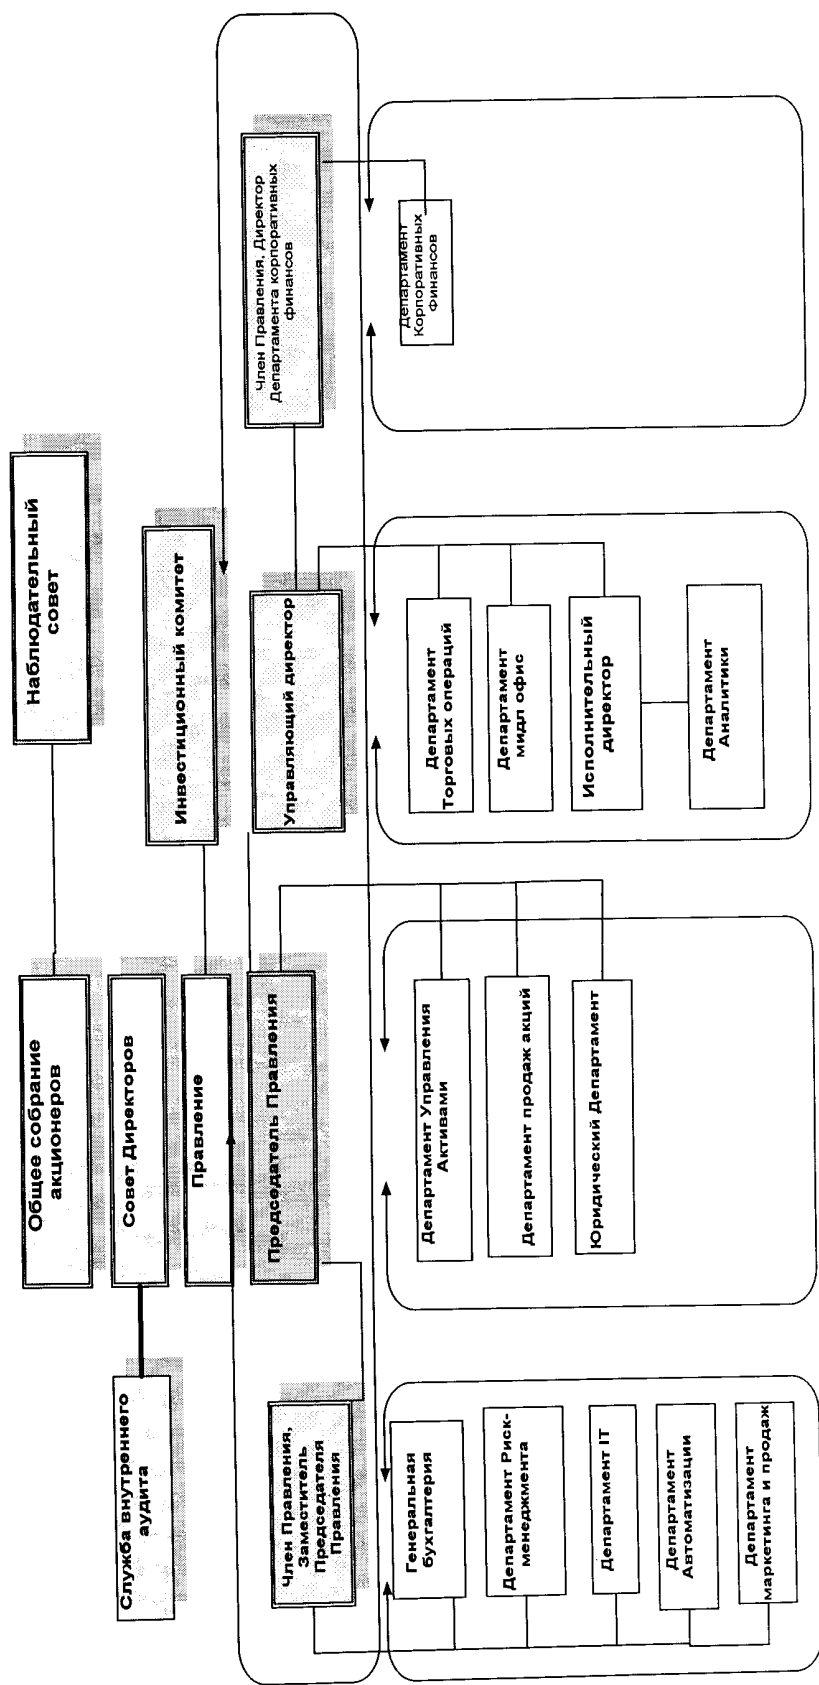 Общее собрание
акционеров
Наблюдательный
совет
Служба внутреннего
аудита
Совет Директоров
Правление
Инвестиционный комитет
Член Правления,
Заместитель
Председателя
Правления
Председатель Правления
Управляющий директор
Член Правления, Директор
Департамента корпоративных
финансов
Генеральная
бухгалтерия
Департамент Риск-
менеджмента
Департамент IT
Департамент
Автоматизации
Департамент
маркетинга и продаж
Департамент Управления
Активами
Департамент продаж акций
Юридический Департамент
Департамент
Торговых операций
Департамент
мидл офис
Исполнительный
директор
Департамент
Аналитики
Департамент
Корпоративных
Финансов